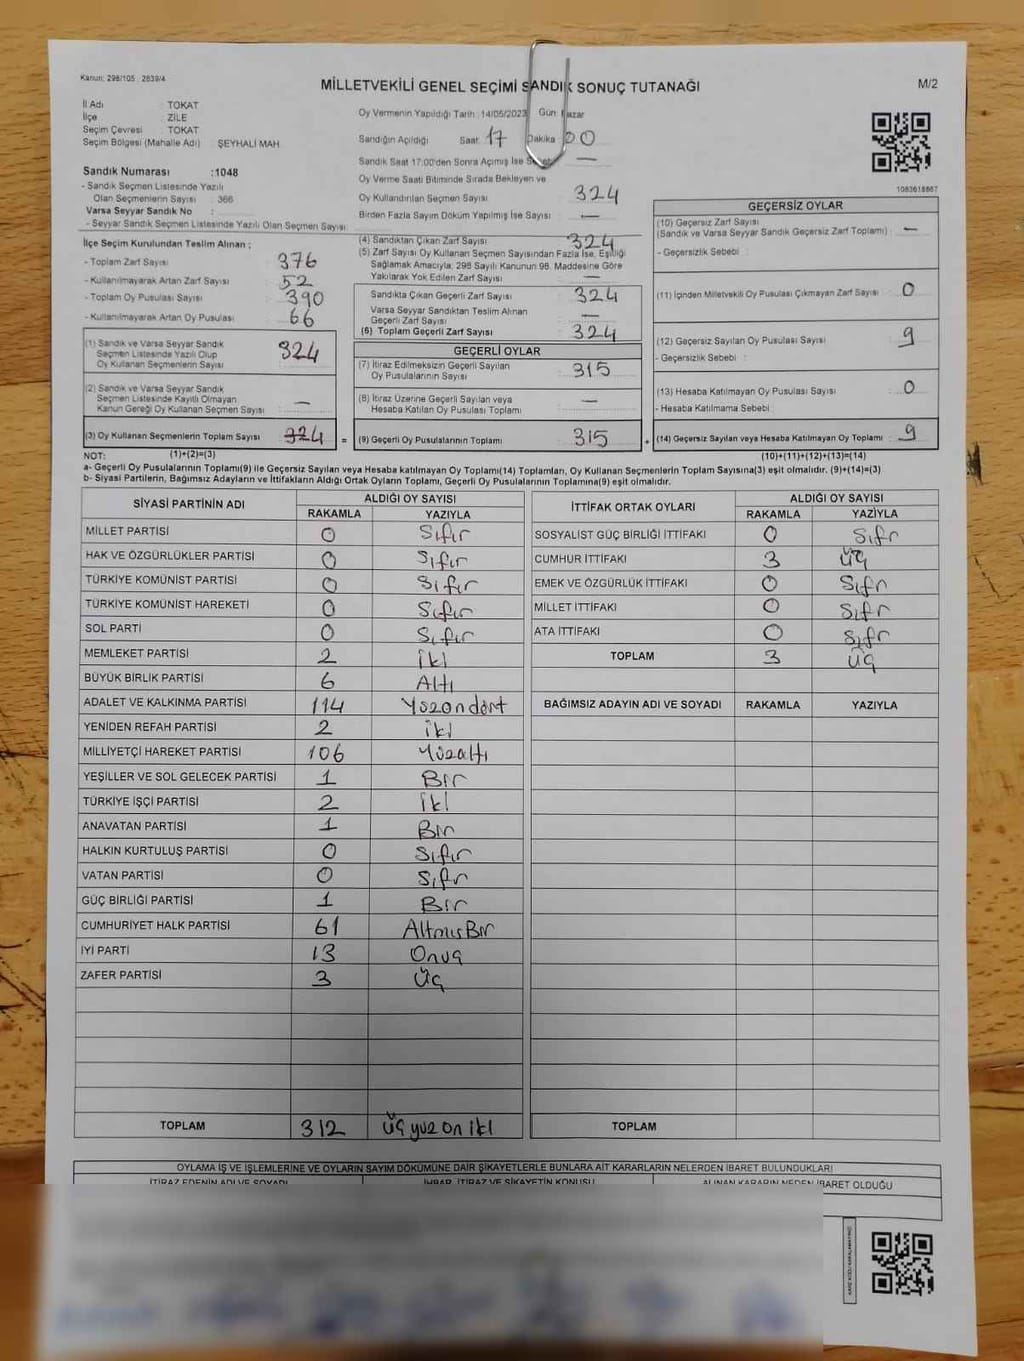 Kanun: 298/105 2839/4
MİLLETVEKİLİ GENEL SEÇİMİ SANDIK SONUÇ TUTANAĞI
M/2
İl Adı : TOKAT
İlçe : ZİLE
Seçim Çevresi : TOKAT
Seçim Bölgesi (Mahalle Adı) : ŞEYHALİ MAH
Sandık Numarası :1048
- Sandık Seçmen Listesinde Yazılı
Olan Seçmenlerin Sayısı : 366
Varsa Seyyar Sandık No :
- Seyyar Sandık Seçmen Listesinde Yazılı Olan Seçmen Sayısı:
Oy Vermenin Yapıldığı Tarih :14/05/2023 Gün: Pazar
Sandığın Açıldığı Saat 17 Dakika 00
Sandık Saat 17:00'den Sonra Açmış İse —
Oy Verme Saati Bitiminde Sırada Bekleyen ve
Oy Kullandırılan Seçmen Sayısı 324
Birden Fazla Sayım Döküm Yapılmış İse Sayısı —
1083618867
İlçe Seçim Kurulundan Teslim Alınan ;
- Toplam Zarf Sayısı 376
- Kullanılmayarak Artan Zarf Sayısı 52
- Toplam Oy Pusulası Sayısı 390
- Kullanılmayarak Artan Oy Pusulası 66
(1) Sandık ve Varsa Seyyar Sandık
Seçmen Listesinde Yazılı Olup
Oy Kullanan Seçmenlerin Sayısı 324
(2) Sandık ve Varsa Seyyar Sandık
Seçmen Listesinde Kayıtlı Olmayan
Kanun Gereği Oy Kullanan Seçmen Sayısı —
(3) Oy Kullanan Seçmenlerin Toplam Sayısı 324 =
(1)+(2)=(3)
(4) Sandıktan Çıkan Zarf Sayısı 324
(5) Zarf Sayısı Oy Kullanan Seçmen Sayısından Fazla İse, Eşitliği
Sağlamak Amacıyla; 298 Sayılı Kanunun 98. Maddesine Göre
Yakılarak Yok Edilen Zarf Sayısı —
Sandıkta Çıkan Geçerli Zarf Sayısı 324
Varsa Seyyar Sandıktan Teslim Alınan
Geçerli Zarf Sayısı —
(6) Toplam Geçerli Zarf Sayısı 324
GEÇERLİ OYLAR
(7) İtiraz Edilmeksizin Geçerli Sayılan
Oy Pusulalarının Sayısı 315
(8) İtiraz Üzerine Geçerli Sayılan veya
Hesaba Katılan Oy Pusulası Toplamı —
(9) Geçerli Oy Pusulalarının Toplamı 315 +
GEÇERSİZ OYLAR
(10) Geçersiz Zarf Sayısı
(Sandık ve Varsa Seyyar Sandık Geçersiz Zarf Toplamı) : —
- Geçersizlik Sebebi :
(11) İçinden Milletvekili Oy Pusulası Çıkmayan Zarf Sayısı : 0
(12) Geçersiz Sayılan Oy Pusulası Sayısı : 9
- Geçersizlik Sebebi :
(13) Hesaba Katılmayan Oy Pusulası Sayısı : 0
- Hesaba Katılmama Sebebi :
(14) Geçersiz Sayılan veya Hesaba Katılmayan Oy Toplamı : 9
(10)+(11)+(12)+(13)=(14)
NOT:
a- Geçerli Oy Pusulalarının Toplamı(9) ile Geçersiz Sayılan veya Hesaba katılmayan Oy Toplamı(14) Toplamları, Oy Kullanan Seçmenlerin Toplam Sayısına(3) eşit olmalıdır. (9)+(14)=(3)
b- Siyasi Partilerin, Bağımsız Adayların ve İttifakların Aldığı Ortak Oyların Toplamı, Geçerli Oy Pusulalarının Toplamına(9) eşit olmalıdır.
SİYASİ PARTİNİN ADI ALDIĞI OY SAYISI
RAKAMLA YAZIYLA
MİLLET PARTİSİ 0 Sıfır
HAK VE ÖZGÜRLÜKLER PARTİSİ 0 Sıfır
TÜRKİYE KOMÜNİST PARTİSİ 0 Sıfır
TÜRKİYE KOMÜNİST HAREKETİ 0 Sıfır
SOL PARTİ 0 Sıfır
MEMLEKET PARTİSİ 2 İki
BÜYÜK BİRLİK PARTİSİ 6 Altı
ADALET VE KALKINMA PARTİSİ 114 Yüzondört
YENİDEN REFAH PARTİSİ 2 iki
MİLLİYETÇİ HAREKET PARTİSİ 106 Yüzaltı
YEŞİLLER VE SOL GELECEK PARTİSİ 1 Bir
TÜRKİYE İŞÇİ PARTİSİ 2 İki
ANAVATAN PARTİSİ 1 Bir
HALKIN KURTULUŞ PARTİSİ 0 Sıfır
VATAN PARTİSİ 0 Sıfr
GÜÇ BİRLİĞİ PARTİSİ 1 Bir
CUMHURİYET HALK PARTİSİ 61 AltmışBir
İYİ PARTİ 13 Onüç
ZAFER PARTİSİ 3 Üç
TOPLAM 312 Üç yüz on iki
İTTİFAK ORTAK OYLARI ALDIĞI OY SAYISI
RAKAMLA YAZIYLA
SOSYALİST GÜÇ BİRLİĞİ İTTİFAKI 0 Sıfr
CUMHUR İTTİFAKI 3 Üç
EMEK VE ÖZGÜRLÜK İTTİFAKI 0 Sıfr
MİLLET İTTİFAKI 0 Sıfr
ATA İTTİFAKI 0 Sıfr
TOPLAM 3 Üç
BAĞIMSIZ ADAYIN ADI VE SOYADI RAKAMLA YAZIYLA
TOPLAM
OYLAMA İŞ VE İŞLEMLERİNE VE OYLARIN SAYIM DÖKÜMÜNE DAİR ŞİKAYETLERLE BUNLARA AİT KARARLARIN NELERDEN İBARET BULUNDUKLARI
İTİRAZ EDENİN ADI VE SOYADI İHBAR, İTİRAZ VE ŞİKAYETİN KONUSU ALINAN KARARIN NEDEN İBARET OLDUĞU